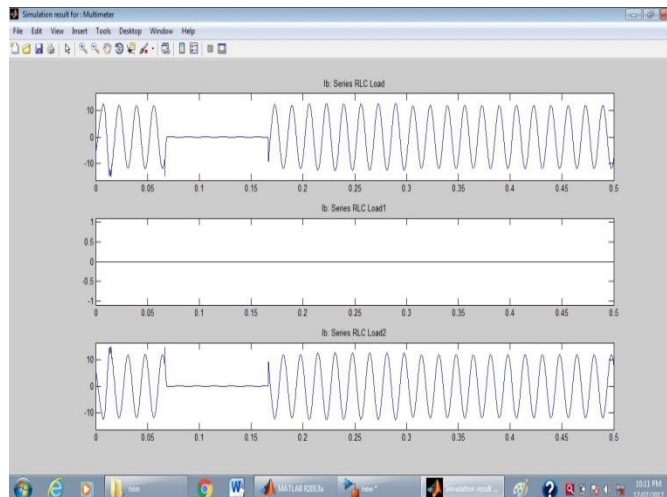 Simulation result for : Multimeter
File Edit View Insert Tools Desktop Window Help
Ib: Series RLC Load
10
0
-10
0 0.05 0.1 0.15 0.2 0.25 0.3 0.35 0.4 0.45 0.5
Ib: Series RLC Load1
1
0.5
0
-0.5
-1
0 0.05 0.1 0.15 0.2 0.25 0.3 0.35 0.4 0.45 0.5
Ib: Series RLC Load2
10
0
-10
0 0.05 0.1 0.15 0.2 0.25 0.3 0.35 0.4 0.45 0.5
MATLAB R2013a
new *
Simulation result ...
10:11 PM